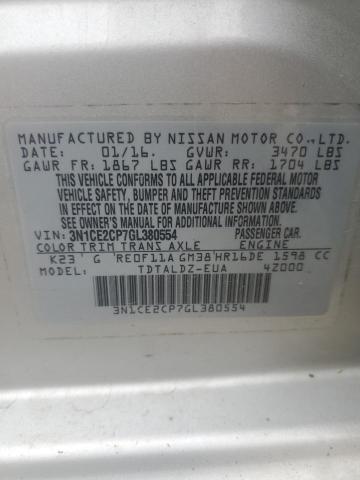 MANUFACTURED BY NISSAN MOTOR CO.,LTD.
DATE: 01/16. GVWR: 3470 LBS
GAWR FR: 1867 LBS GAWR RR: 1704 LBS
THIS VEHICLE CONFORMS TO ALL APPLICABLE FEDERAL MOTOR
VEHICLE SAFETY, BUMPER AND THEFT PREVENTION STANDARDS
IN EFFECT ON THE DATE OF MANUFACTURE SHOWN ABOVE.
SEE OWNER'S MANUAL FOR ADDITIONAL INFORMATION.
VIN: 3N1CE2CP7GL380554 PASSENGER CAR.
COLOR TRIM TRANS AXLE ENGINE
K23 G RE0F11A GM38 HR16DE 1598 CC
MODEL: TDTALDZ-EUA 4Z000
3N1CE2CP7GL380554